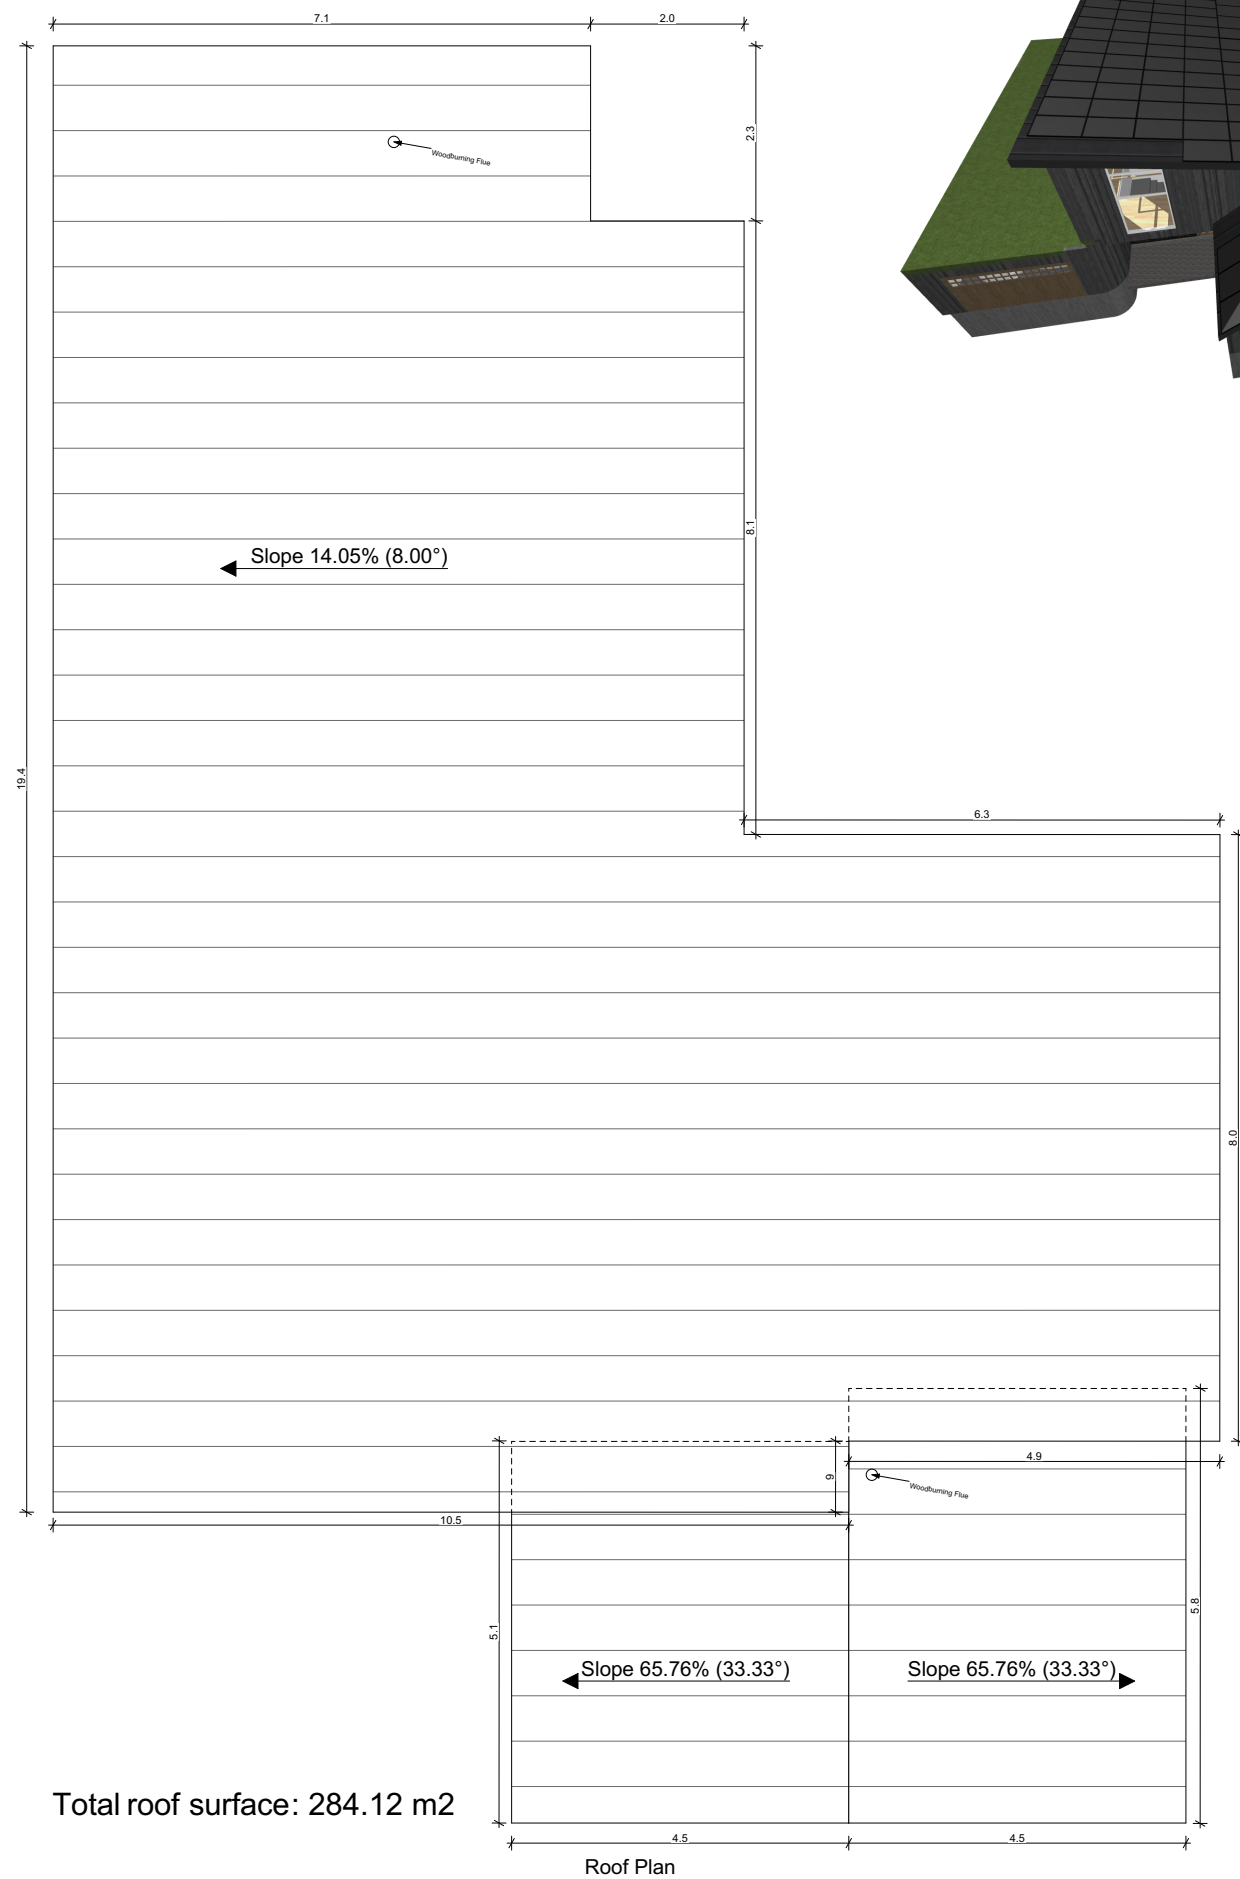 7.1
2.0
2.3
Woodburning Flue
8.1
Slope 14.05% (8.00°)
19.4
6.3
8.0
4.9
9
Woodburning Flue
10.5
5.1
5.8
Slope 65.76% (33.33°)
Slope 65.76% (33.33°)
Total roof surface: 284.12 m2
4.5
4.5
Roof Plan